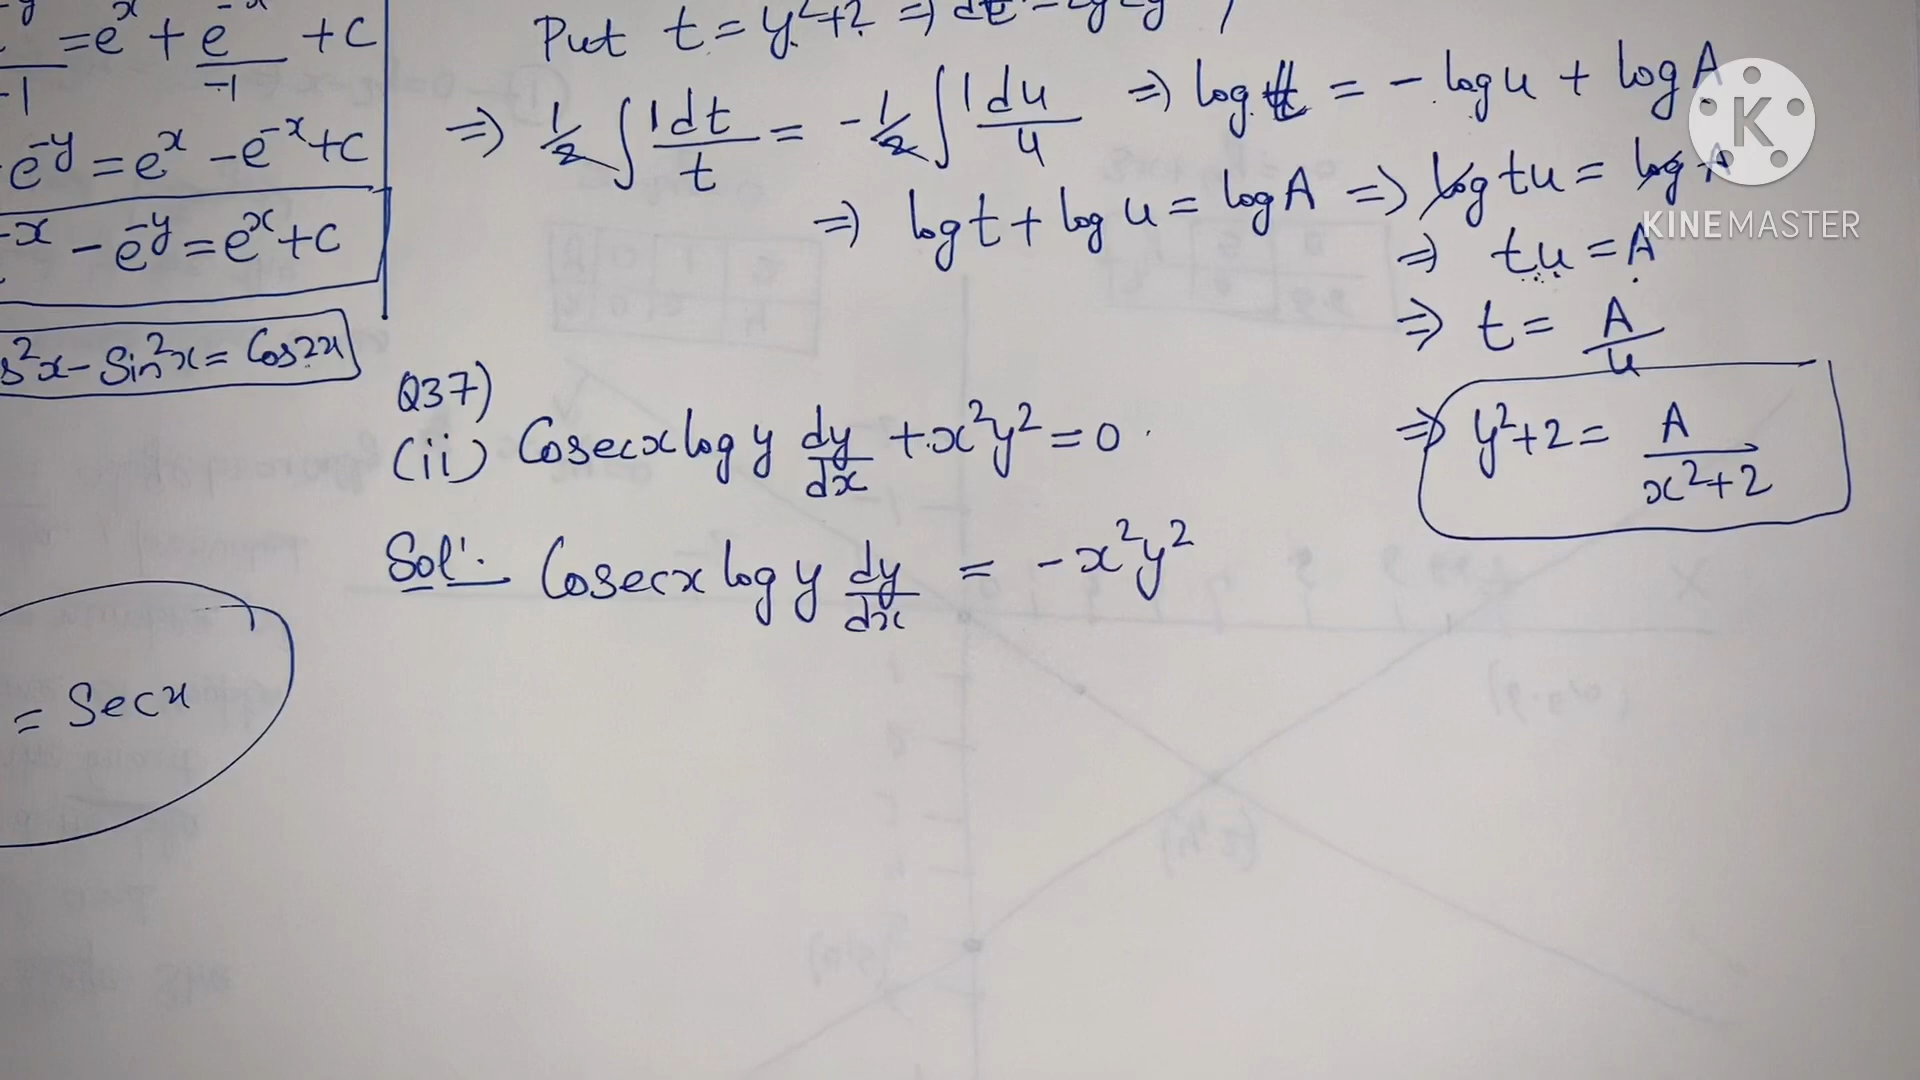 = e^x + e^-x/-1 + c
e^-y = e^x - e^-x + c
-x - e^-y = e^x + c
s²x - Sin²x = Cos2x
= Secx
Put t = y²+2 =>
=> 1/2 ∫ 1dt/t = -1/2 ∫ 1du/u => log t = - log u + log A
=> log t + log u = log A => log tu = log A
=> tu = A
=> t = A/u
=> y²+2 = A/x²+2
Q37)
(ii) Cosecx log y dy/dx + x²y² = 0
Sol:- Cosecx log y dy/dx = -x²y²
K
KINEMASTER